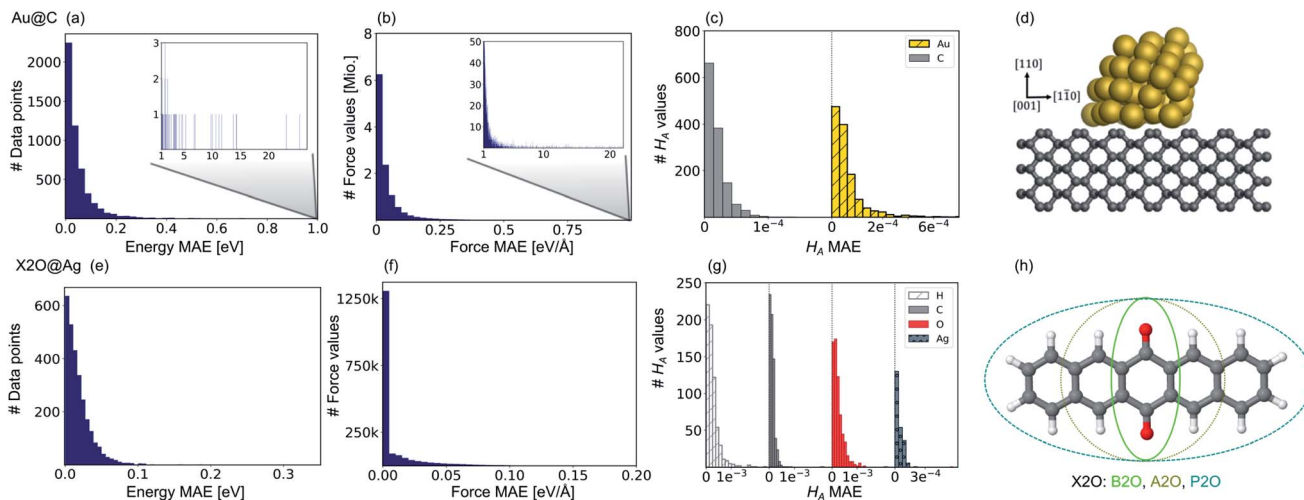 Au@C (a)
3
2
1
1 5 10 15 20
2000
1500
1000
500
# Data points
0.0 0.2 0.4 0.6 0.8 1.0
Energy MAE [eV]
(b)
50
40
30
20
10
1 10 20
8
6
4
2
# Force values [Mio.]
0 0.25 0.5 0.75
Force MAE [eV/Å]
(c)
Au
C
800
600
400
200
0
# H_A values
0 1e⁻⁴ 0 2e⁻⁴ 6e⁻⁴
H_A MAE
(d)
[110]
[001]
[11̅0]
X2O@Ag (e)
600
400
200
# Data points
0.0 0.1 0.2 0.3
Energy MAE [eV]
(f)
1250k
1000k
750k
500k
250k
# Force values
0.00 0.05 0.10 0.15 0.20
Force MAE [eV/Å]
(g)
H
C
O
Ag
250
200
150
100
50
# H_A values
0 1e⁻³ 0 1e⁻³ 0 1e⁻³ 0 3e⁻⁴
H_A MAE
(h)
X2O: B2O, A2O, P2O